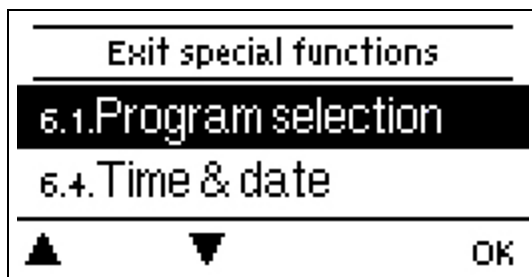 Exit special functions
6.1.Program selection
6.4.Time & date
OK